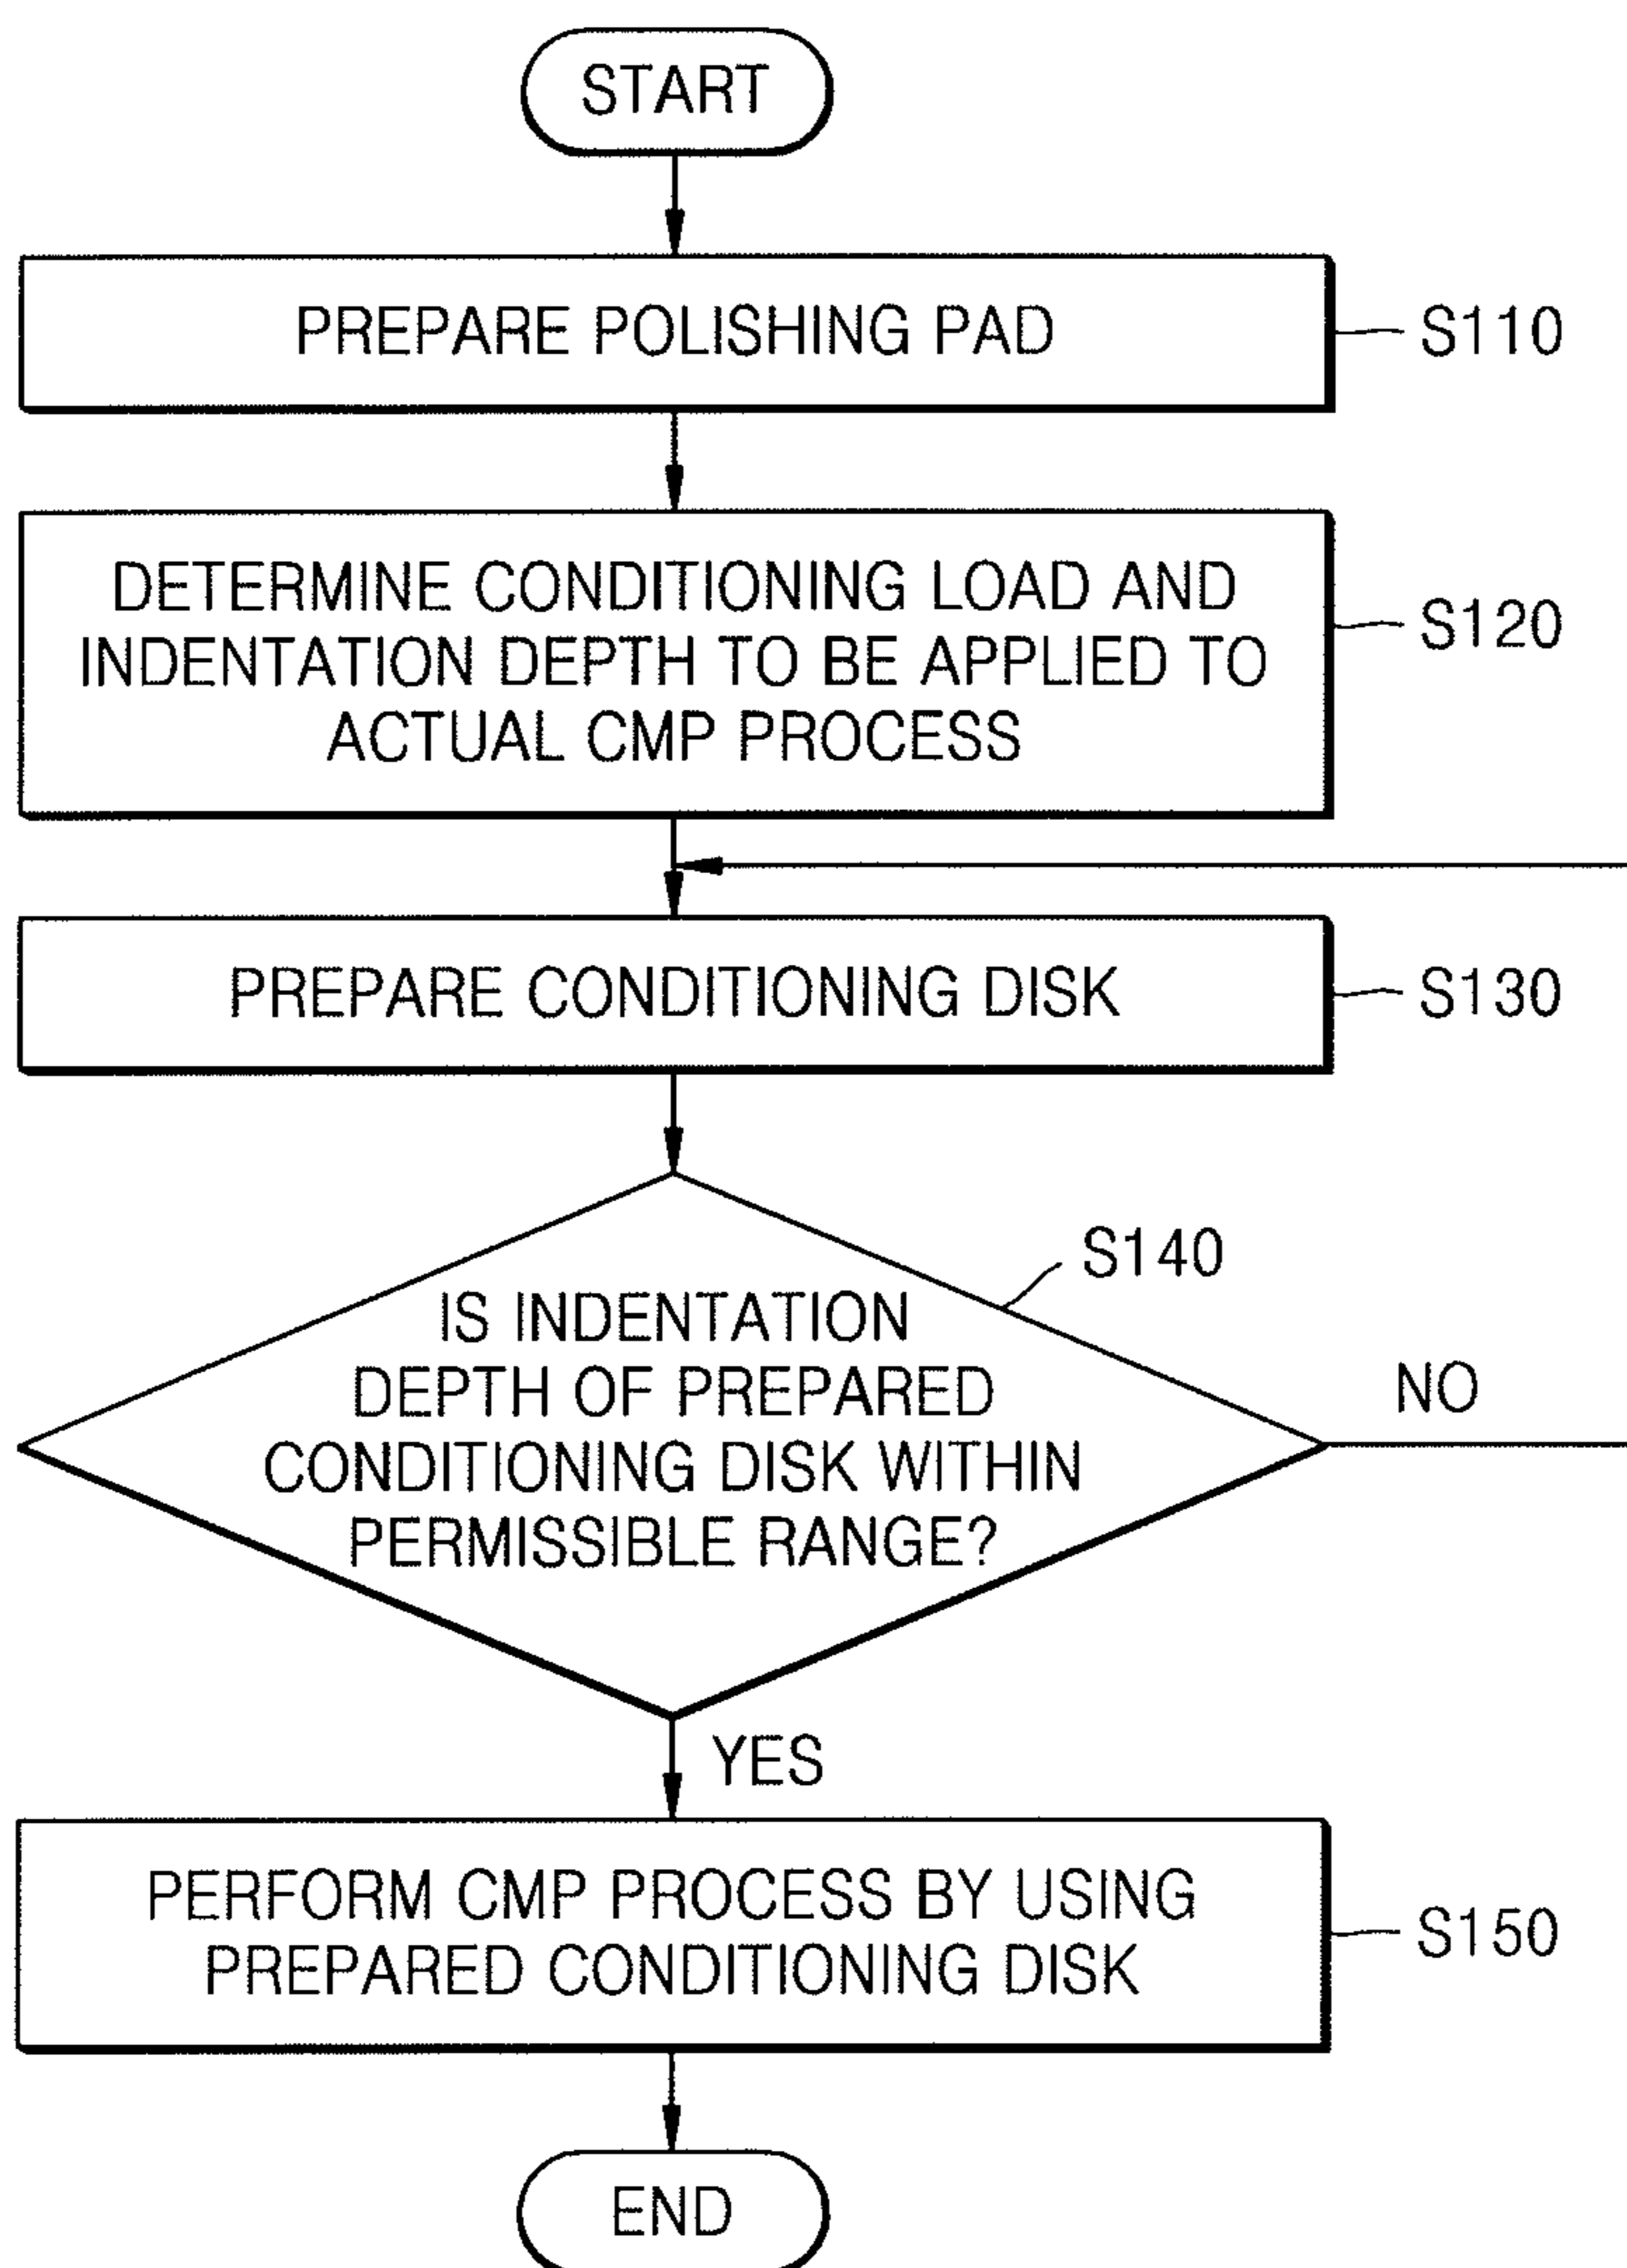 START
PREPARE POLISHING PAD
S110
DETERMINE CONDITIONING LOAD AND
INDENTATION DEPTH TO BE APPLIED TO
ACTUAL CMP PROCESS
S120
PREPARE CONDITIONING DISK
S130
S140
IS INDENTATION
DEPTH OF PREPARED
CONDITIONING DISK WITHIN
PERMISSIBLE RANGE?
NO
YES
PERFORM CMP PROCESS BY USING
PREPARED CONDITIONING DISK
S150
END